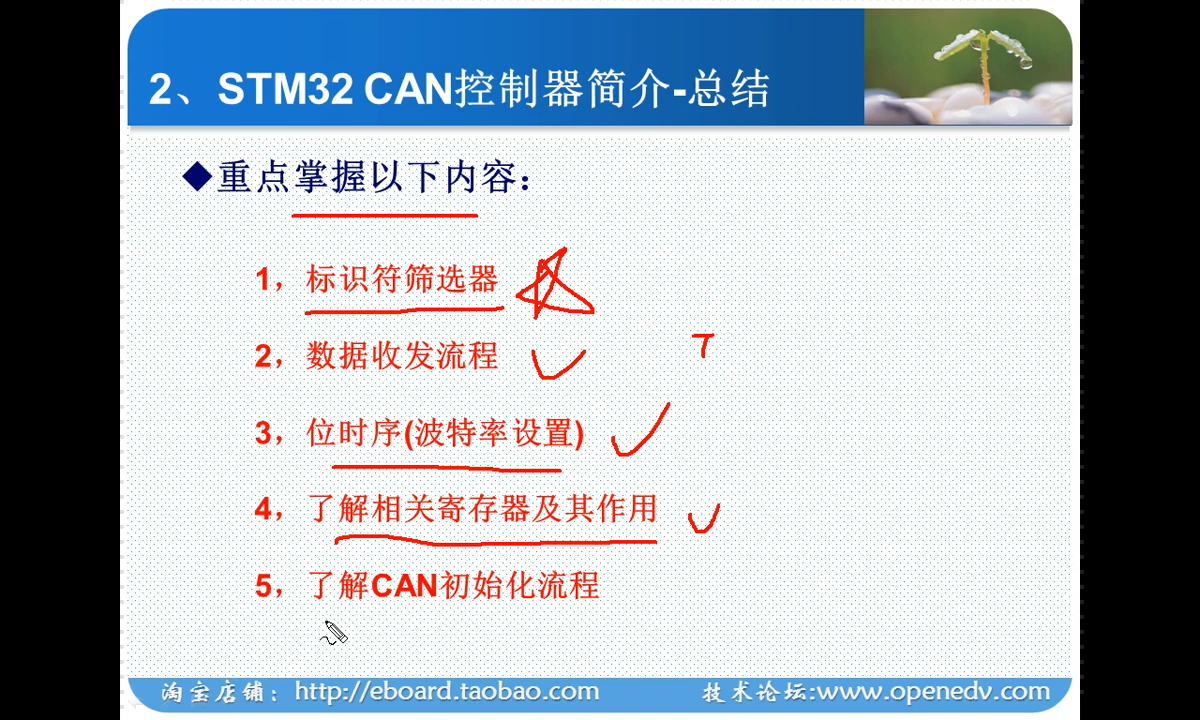 2、STM32 CAN控制器简介-总结
◆重点掌握以下内容：
1，标识符筛选器
2，数据收发流程
3，位时序(波特率设置)
4，了解相关寄存器及其作用
5，了解CAN初始化流程
淘宝店铺：http://eboard.taobao.com 技术论坛:www.openedv.com